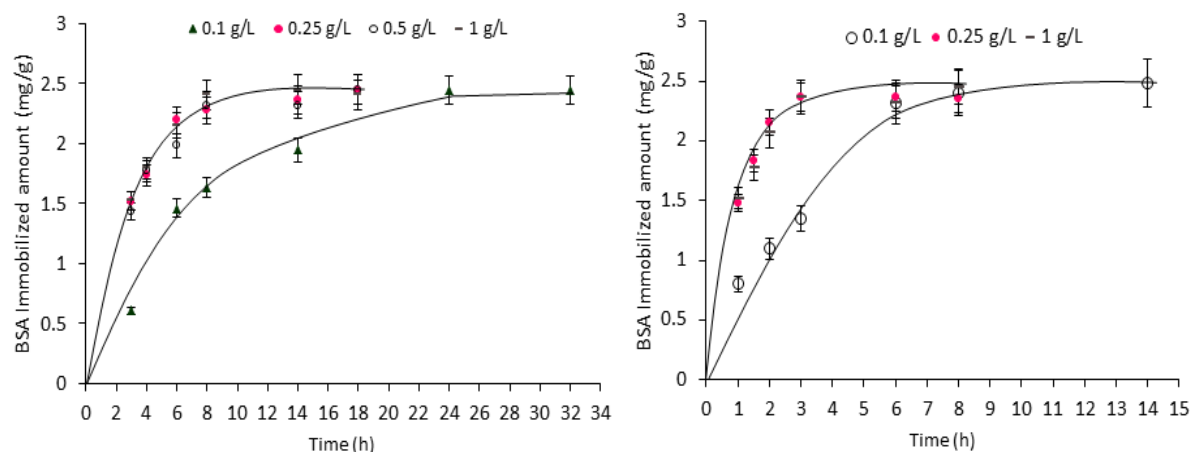 ▲ 0.1 g/L ● 0.25 g/L ○ 0.5 g/L – 1 g/L
BSA Immobilized amount (mg/g)
3
2.5
2
1.5
1
0.5
0
0 2 4 6 8 10 12 14 16 18 20 22 24 26 28 30 32 34
Time (h)
○ 0.1 g/L ● 0.25 g/L – 1 g/L
BSA Immobilized amount (mg/g)
3
2.5
2
1.5
1
0.5
0
0 1 2 3 4 5 6 7 8 9 10 11 12 13 14 15
Time (h)